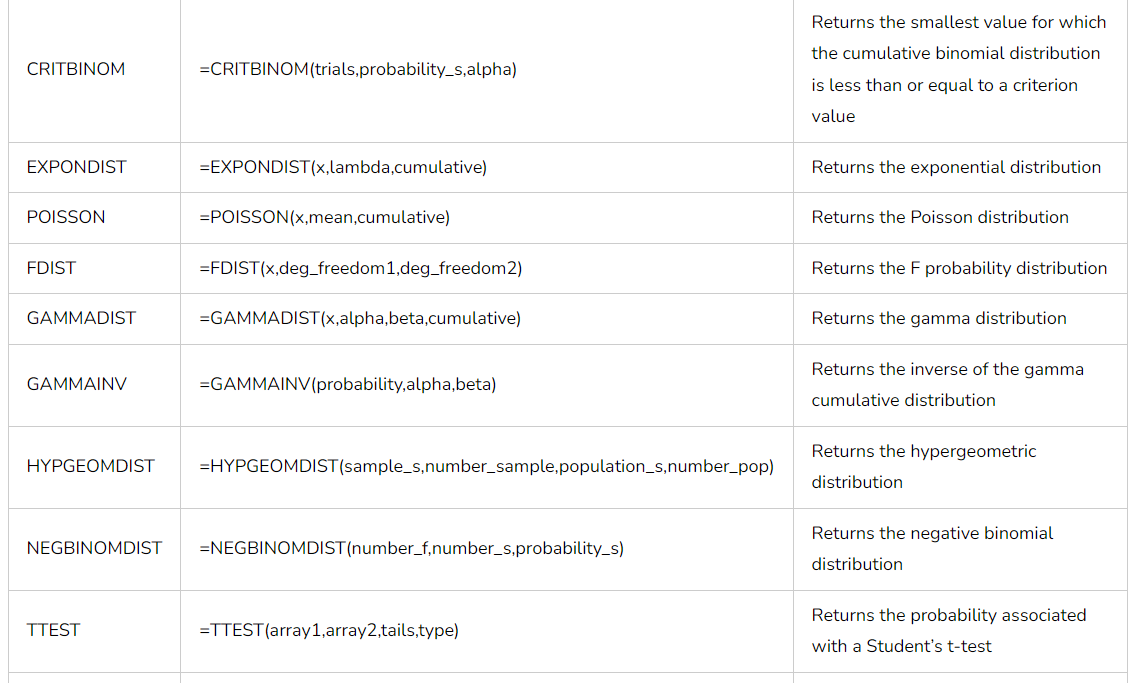 Returns the smallest value for which
the cumulative binomial distribution
CRITBINOM =CRITBINOM(trials,probability_s,alpha)
is less than or equal to a criterion
value
EXPONDIST =EXPONDIST(x,lambda,cumulative) Returns the exponential distribution
POISSON =POISSON(x,mean,cumulative) Returns the Poisson distribution
FDIST =FDIST(x,deg_freedom1,deg_freedom2) Returns the F probability distribution
GAMMADIST =GAMMADIST(x,alpha,beta,cumulative) Returns the gamma distribution
GAMMAINV =GAMMAINV(probability,alpha,beta) Returns the inverse of the gamma
cumulative distribution
HYPGEOMDIST =HYPGEOMDIST(sample_s,number_sample,population_s,number_pop) Returns the hypergeometric
distribution
NEGBINOMDIST =NEGBINOMDIST(number_f,number_s,probability_s) Returns the negative binomial
distribution
TTEST =TTEST(array1,array2,tails,type) Returns the probability associated
with a Student’s t-test